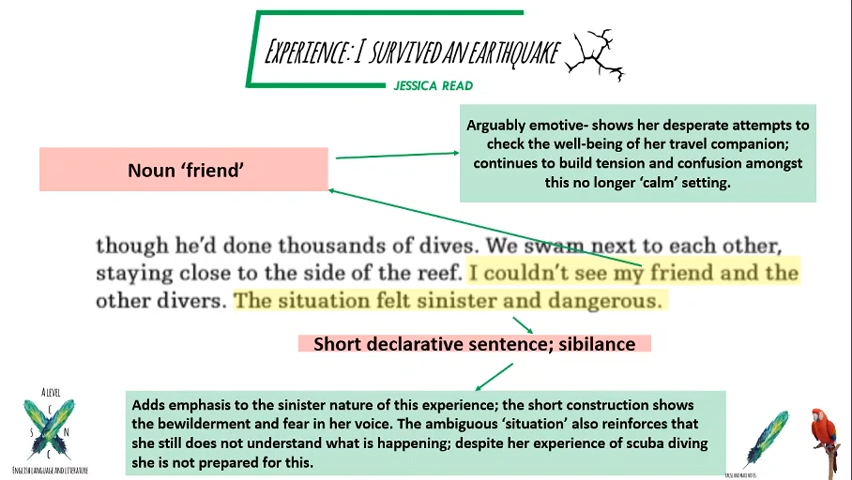 EXPERIENCE: I SURVIVED AN EARTHQUAKE
JESSICA READ
Arguably emotive- shows her desperate attempts to
check the well-being of her travel companion;
continues to build tension and confusion amongst
this no longer ‘calm’ setting.
Noun ‘friend’
though he’d done thousands of dives. We swam next to each other,
staying close to the side of the reef. I couldn’t see my friend and the
other divers. The situation felt sinister and dangerous.
Short declarative sentence; sibilance
Adds emphasis to the sinister nature of this experience; the short construction shows
the bewilderment and fear in her voice. The ambiguous ‘situation’ also reinforces that
she still does not understand what is happening; despite her experience of scuba diving
she is not prepared for this.
A LEVEL
C
S N
C
ENGLISH LANGUAGE AND LITERATURE